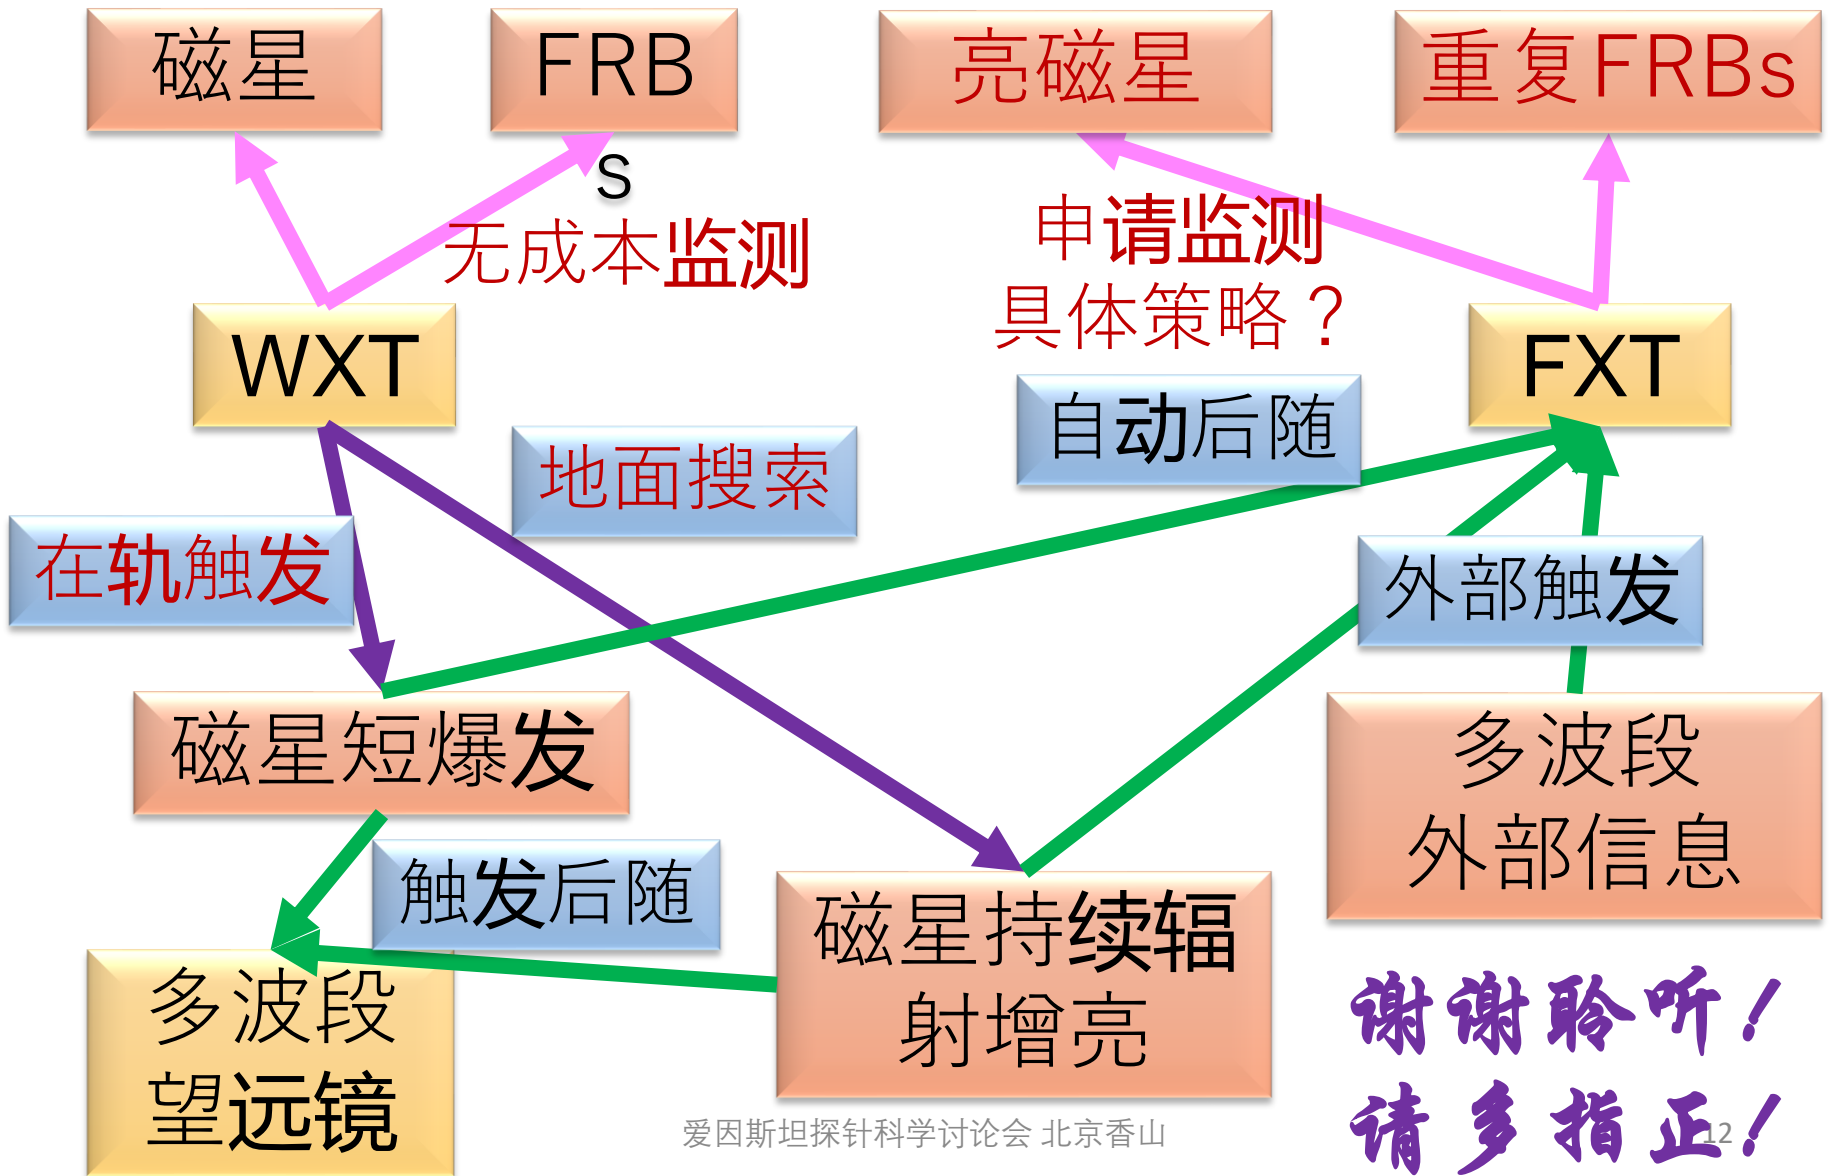 磁星
FRB
s
亮磁星
重复FRBs
无成本监测
申请监测
具体策略？
WXT
FXT
自动后随
地面搜索
在轨触发
外部触发
磁星短爆发
多波段
外部信息
触发后随
磁星持续辐
射增亮
多波段
望远镜
谢谢聆听！
请多指正！
爱因斯坦探针科学讨论会 北京香山
12